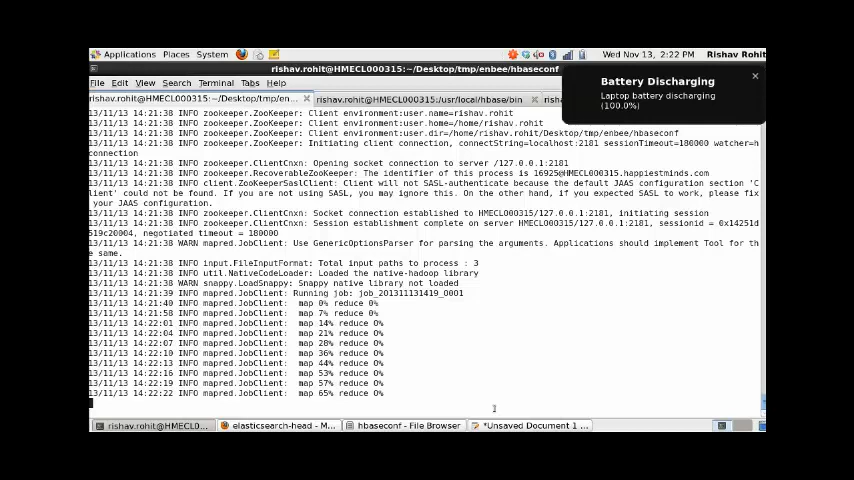 Applications Places System Wed Nov 13, 2:22 PM Rishav Rohit
rishav.rohit@HMECL000315:~/Desktop/tmp/enbee/hbaseconf
File Edit View Search Terminal Tabs Help
Battery Discharging
Laptop battery discharging
(100.0%)
rishav.rohit@HMECL000315:~/Desktop/tmp/en... rishav.rohit@HMECL000315:/usr/local/hbase/bin rishav
13/11/13 14:21:38 INFO zookeeper.ZooKeeper: Client environment:user.name=rishav.rohit
13/11/13 14:21:38 INFO zookeeper.ZooKeeper: Client environment:user.home=/home/rishav.rohit
13/11/13 14:21:38 INFO zookeeper.ZooKeeper: Client environment:user.dir=/home/rishav.rohit/Desktop/tmp/enbee/hbaseconf
13/11/13 14:21:38 INFO zookeeper.ZooKeeper: Initiating client connection, connectString=localhost:2181 sessionTimeout=180000 watcher=h
connection
13/11/13 14:21:38 INFO zookeeper.ClientCnxn: Opening socket connection to server /127.0.0.1:2181
13/11/13 14:21:38 INFO zookeeper.RecoverableZooKeeper: The identifier of this process is 16925@HMECL000315.happiestminds.com
13/11/13 14:21:38 INFO client.ZooKeeperSaslClient: Client will not SASL-authenticate because the default JAAS configuration section 'C
lient' could not be found. If you are not using SASL, you may ignore this. On the other hand, if you expected SASL to work, please fix
your JAAS configuration.
13/11/13 14:21:38 INFO zookeeper.ClientCnxn: Socket connection established to HMECL000315/127.0.0.1:2181, initiating session
13/11/13 14:21:38 INFO zookeeper.ClientCnxn: Session establishment complete on server HMECL000315/127.0.0.1:2181, sessionid = 0x14251d
519c20004, negotiated timeout = 180000
13/11/13 14:21:38 WARN mapred.JobClient: Use GenericOptionsParser for parsing the arguments. Applications should implement Tool for th
e same.
13/11/13 14:21:38 INFO input.FileInputFormat: Total input paths to process : 3
13/11/13 14:21:38 INFO util.NativeCodeLoader: Loaded the native-hadoop library
13/11/13 14:21:38 WARN snappy.LoadSnappy: Snappy native library not loaded
13/11/13 14:21:39 INFO mapred.JobClient: Running job: job_201311131419_0001
13/11/13 14:21:40 INFO mapred.JobClient: map 0% reduce 0%
13/11/13 14:21:58 INFO mapred.JobClient: map 7% reduce 0%
13/11/13 14:22:01 INFO mapred.JobClient: map 14% reduce 0%
13/11/13 14:22:04 INFO mapred.JobClient: map 21% reduce 0%
13/11/13 14:22:07 INFO mapred.JobClient: map 28% reduce 0%
13/11/13 14:22:10 INFO mapred.JobClient: map 36% reduce 0%
13/11/13 14:22:13 INFO mapred.JobClient: map 44% reduce 0%
13/11/13 14:22:16 INFO mapred.JobClient: map 53% reduce 0%
13/11/13 14:22:19 INFO mapred.JobClient: map 57% reduce 0%
13/11/13 14:22:22 INFO mapred.JobClient: map 65% reduce 0%
rishav.rohit@HMECL0... elasticsearch-head - M... hbaseconf - File Browser *Unsaved Document 1 ...